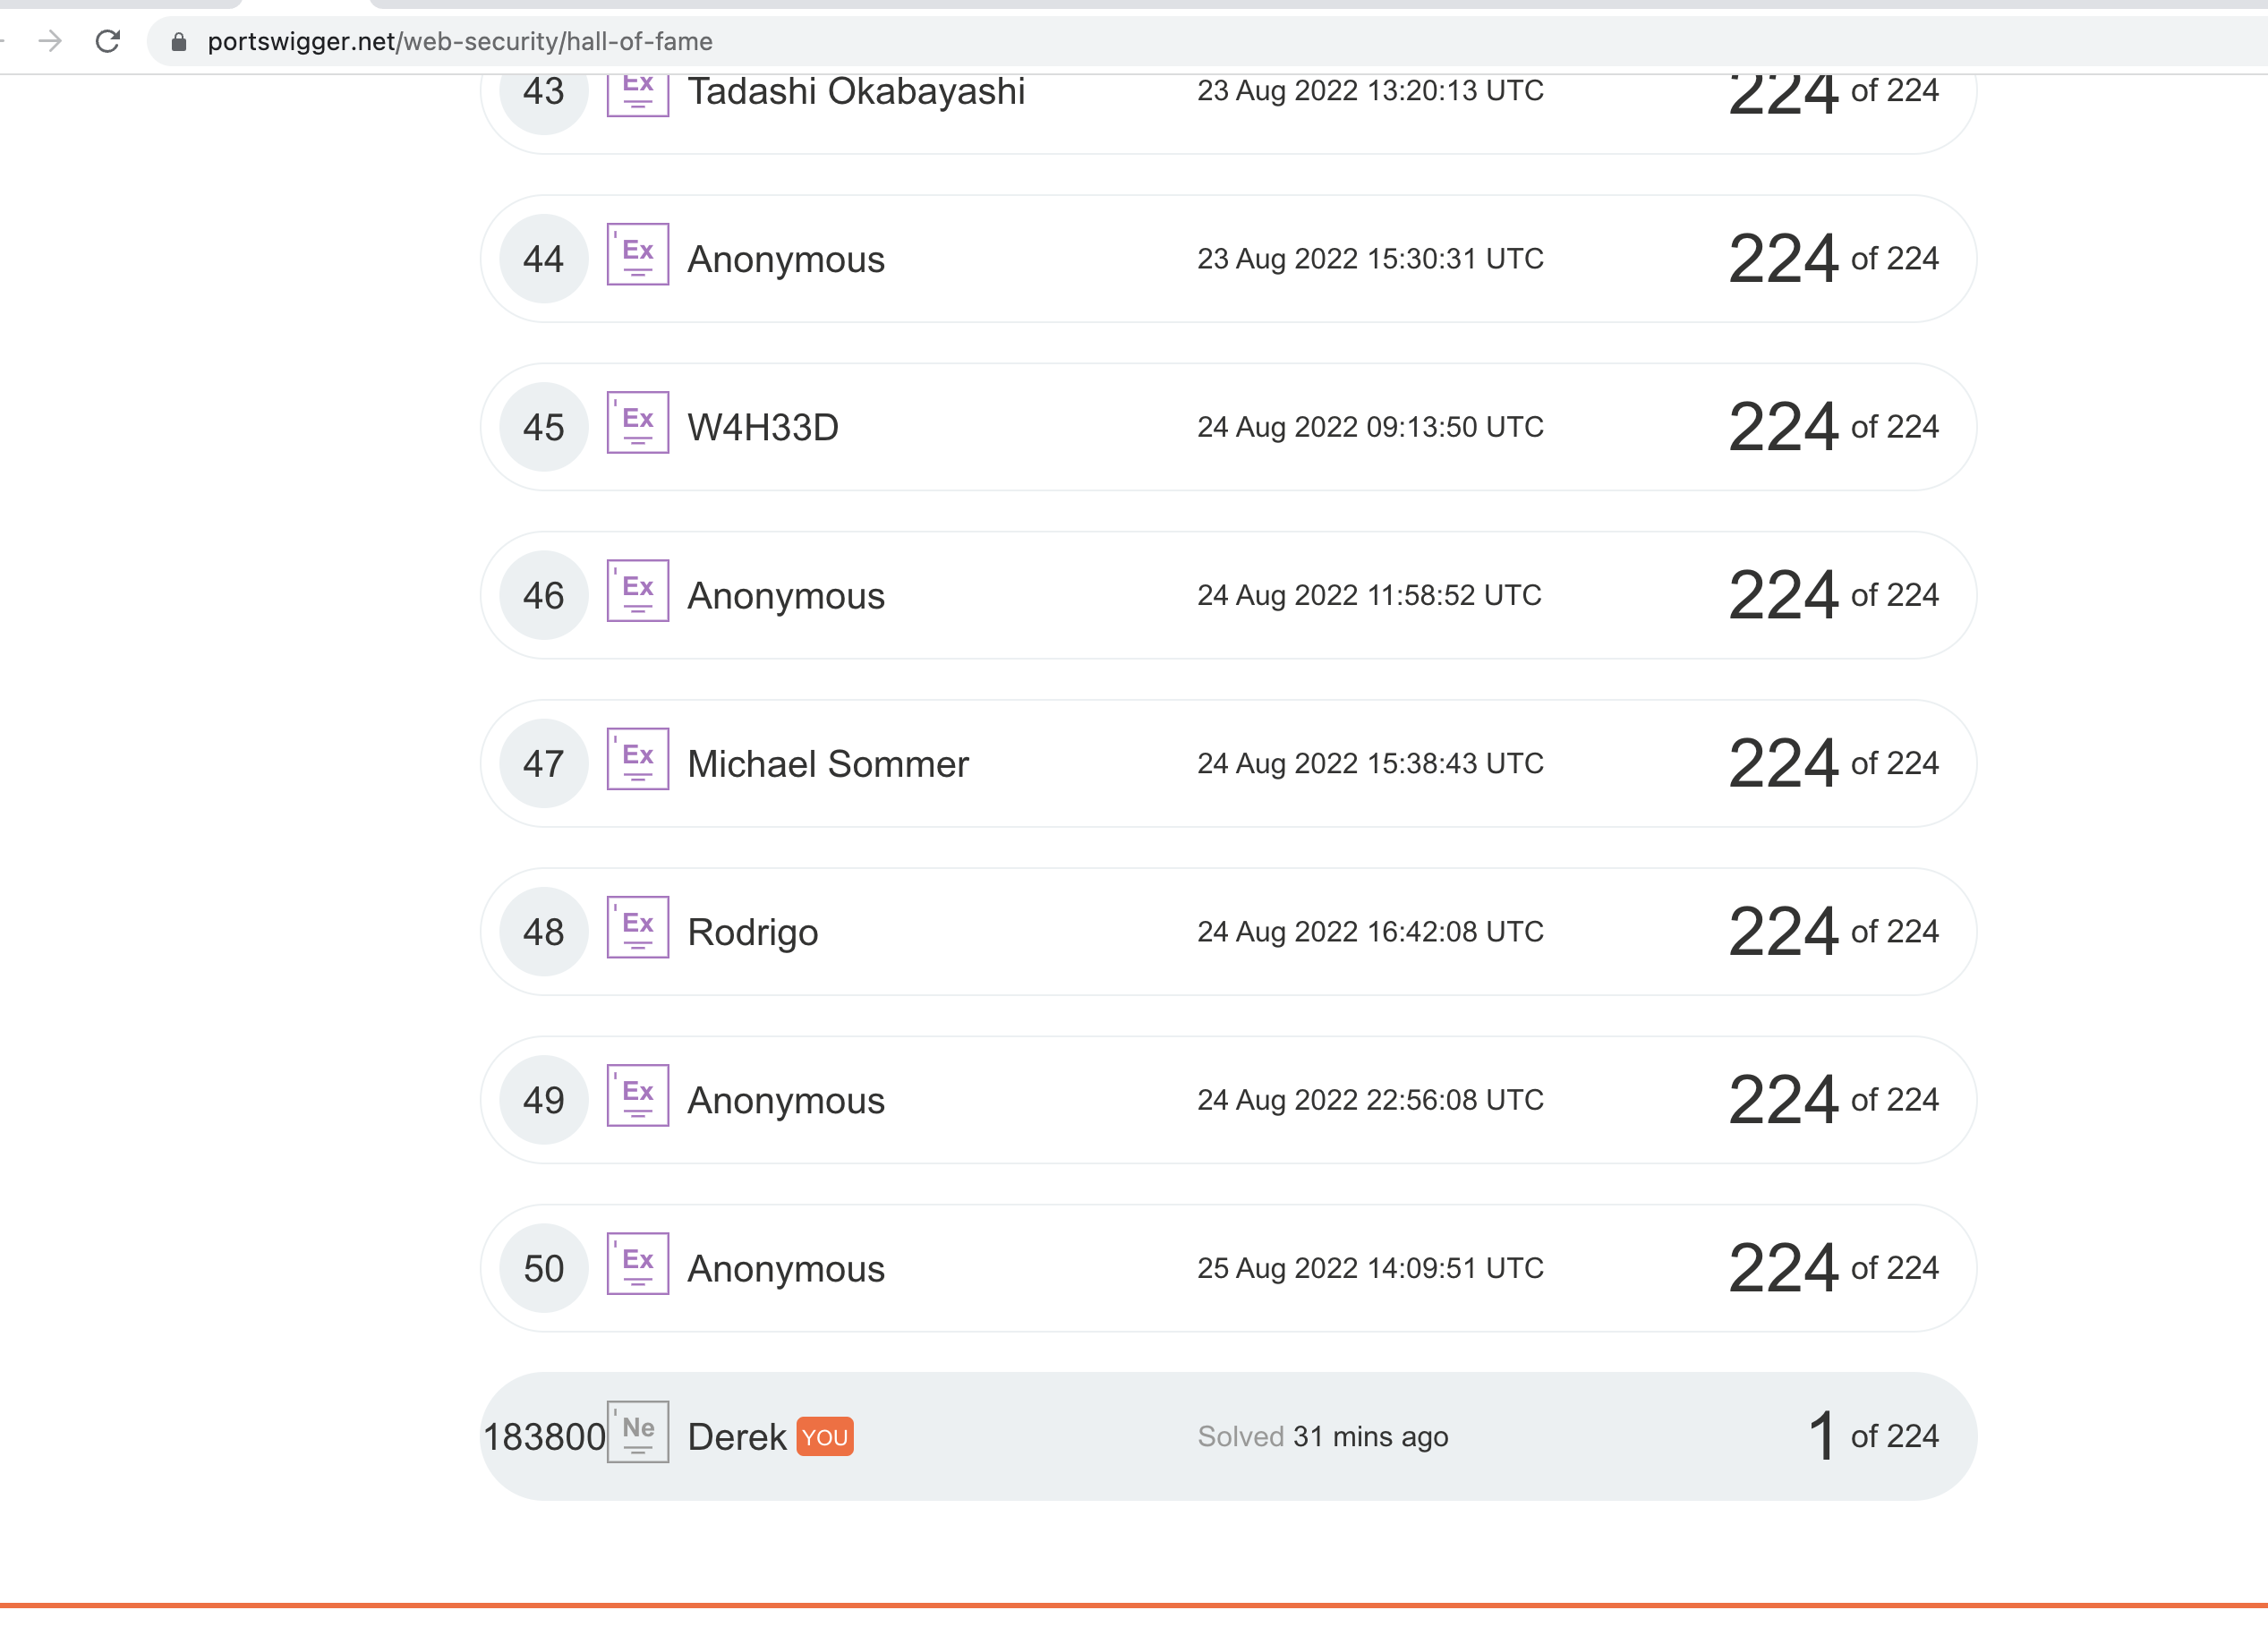 portswigger.net/web-security/hall-of-fame
43 Ex Tadashi Okabayashi 23 Aug 2022 13:20:13 UTC 224 of 224
44 Ex Anonymous 23 Aug 2022 15:30:31 UTC 224 of 224
45 Ex W4H33D 24 Aug 2022 09:13:50 UTC 224 of 224
46 Ex Anonymous 24 Aug 2022 11:58:52 UTC 224 of 224
47 Ex Michael Sommer 24 Aug 2022 15:38:43 UTC 224 of 224
48 Ex Rodrigo 24 Aug 2022 16:42:08 UTC 224 of 224
49 Ex Anonymous 24 Aug 2022 22:56:08 UTC 224 of 224
50 Ex Anonymous 25 Aug 2022 14:09:51 UTC 224 of 224
183800 Ne Derek YOU Solved 31 mins ago 1 of 224